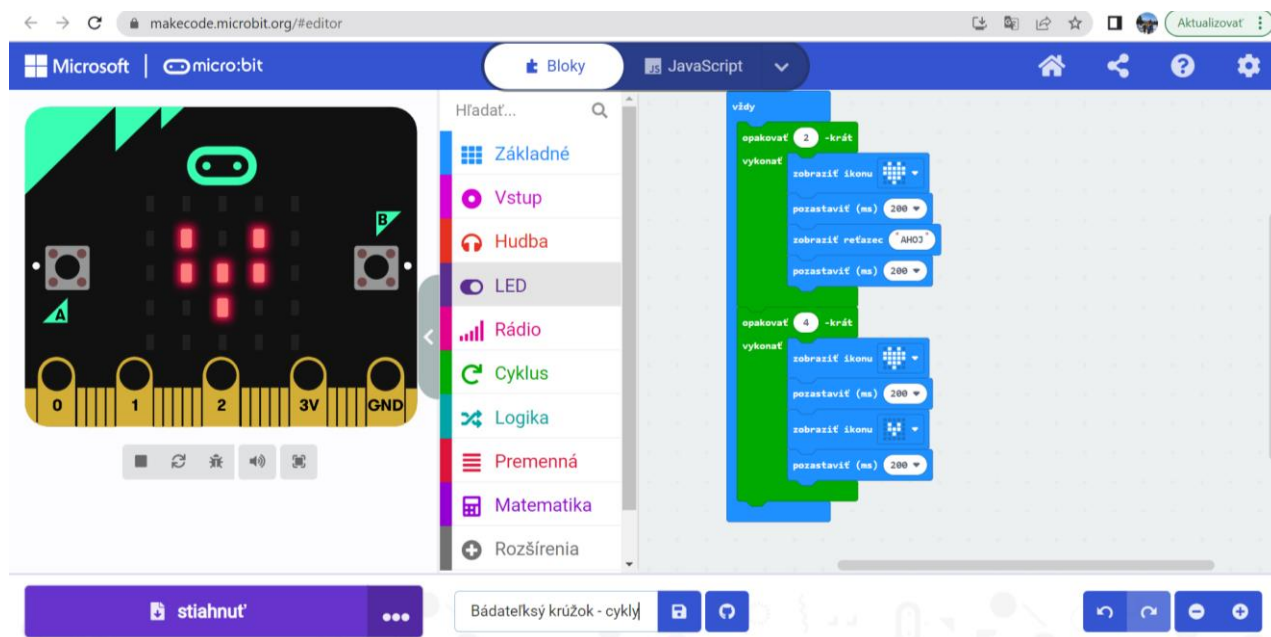 makecode.microbit.org/#editor
Aktualizovať
Microsoft
micro:bit
Bloky
JS JavaScript
A
B
0 1 2 3V GND
Hľadať...
Základné
Vstup
Hudba
LED
Rádio
Cyklus
Logika
Premenná
Matematika
Rozšírenia
vždy
opakovať 2 -krát
vykonať
zobraziť ikonu
pozastaviť (ms) 200
zobraziť reťazec "AHOJ"
pozastaviť (ms) 200
opakovať 4 -krát
vykonať
zobraziť ikonu
pozastaviť (ms) 200
zobraziť ikonu
pozastaviť (ms) 200
stiahnuť
Bádateľksý krúžok - cykly